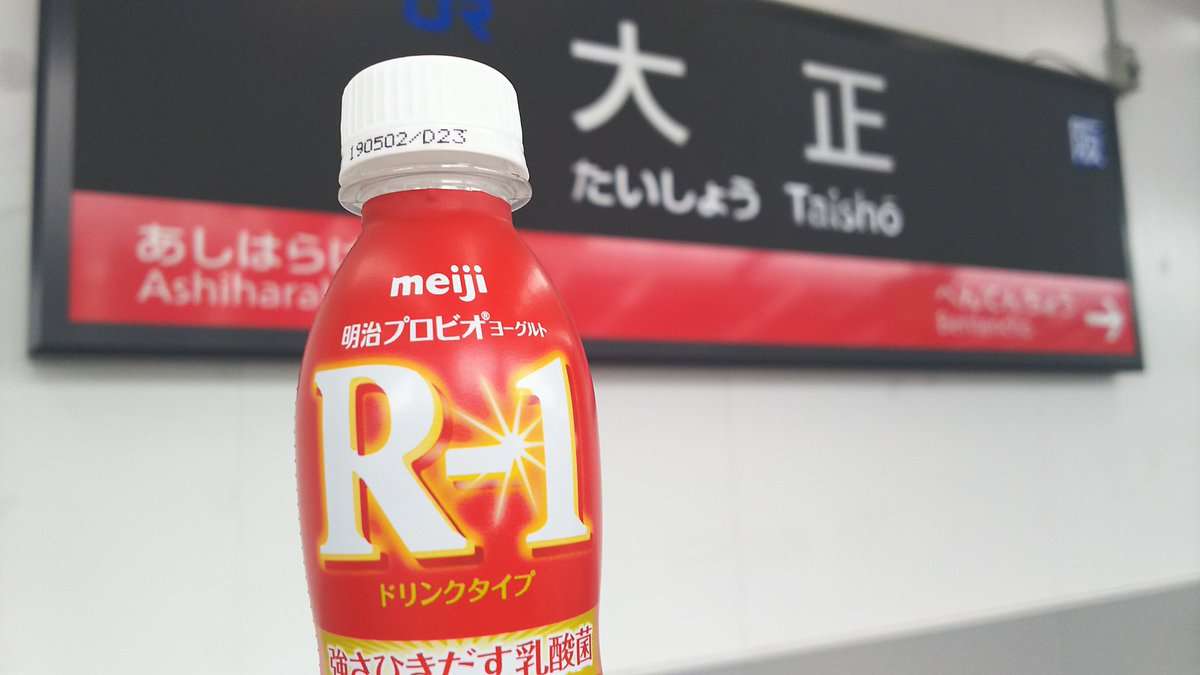 JR
大正
阪
たいしょう Taishō
あしはらば
Ashihara
べんてんちょう
Bentenchō
190502/D23
meiji
明治プロビオ®ヨーグルト
R-1
ドリンクタイプ
強さひきだす乳酸菌